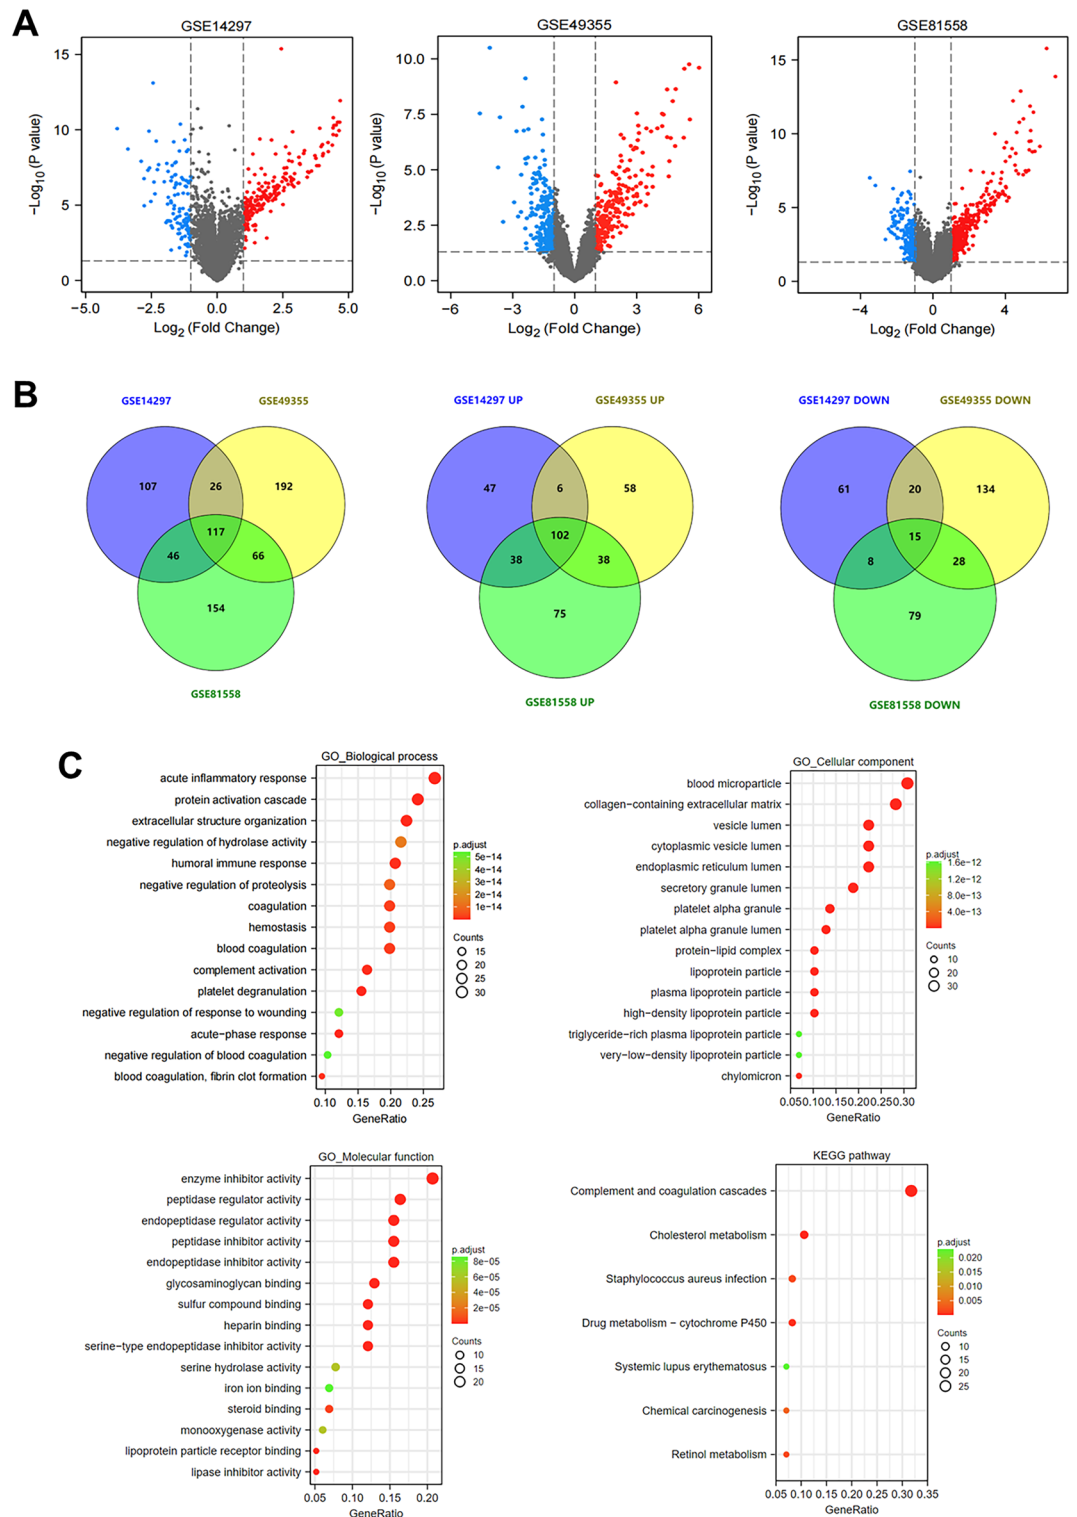 A
GSE14297
GSE49355
GSE81558
−Log10 (P value)
15
10
5
0
−5.0
−2.5
0.0
2.5
5.0
Log2 (Fold Change)
−Log10 (P value)
10.0
7.5
5.0
2.5
0.0
−6
−3
0
3
6
Log2 (Fold Change)
−Log10 (P value)
15
10
5
0
−4
0
4
Log2 (Fold Change)
B
GSE14297
GSE49355
107
26
192
117
46
66
154
GSE81558
GSE14297 UP
GSE49355 UP
47
6
58
102
38
38
75
GSE81558 UP
GSE14297 DOWN
GSE49355 DOWN
61
20
134
15
8
28
79
GSE81558 DOWN
C
GO_Biological process
acute inflammatory response
protein activation cascade
extracellular structure organization
negative regulation of hydrolase activity
humoral immune response
negative regulation of proteolysis
coagulation
hemostasis
blood coagulation
complement activation
platelet degranulation
negative regulation of response to wounding
acute−phase response
negative regulation of blood coagulation
blood coagulation, fibrin clot formation
0.10 0.15 0.20 0.25
GeneRatio
p.adjust
5e−14
4e−14
3e−14
2e−14
1e−14
Counts
15
20
25
30
GO_Cellular component
blood microparticle
collagen−containing extracellular matrix
vesicle lumen
cytoplasmic vesicle lumen
endoplasmic reticulum lumen
secretory granule lumen
platelet alpha granule
platelet alpha granule lumen
protein−lipid complex
lipoprotein particle
plasma lipoprotein particle
high−density lipoprotein particle
triglyceride−rich plasma lipoprotein particle
very−low−density lipoprotein particle
chylomicron
0.05 0.10 0.15 0.20 0.25 0.30
GeneRatio
p.adjust
1.6e−12
1.2e−12
8.0e−13
4.0e−13
Counts
10
20
30
GO_Molecular function
enzyme inhibitor activity
peptidase regulator activity
endopeptidase regulator activity
peptidase inhibitor activity
endopeptidase inhibitor activity
glycosaminoglycan binding
sulfur compound binding
heparin binding
serine−type endopeptidase inhibitor activity
serine hydrolase activity
iron ion binding
steroid binding
monooxygenase activity
lipoprotein particle receptor binding
lipase inhibitor activity
0.05 0.10 0.15 0.20
GeneRatio
p.adjust
8e−05
6e−05
4e−05
2e−05
Counts
10
15
20
KEGG pathway
Complement and coagulation cascades
Cholesterol metabolism
Staphylococcus aureus infection
Drug metabolism − cytochrome P450
Systemic lupus erythematosus
Chemical carcinogenesis
Retinol metabolism
0.05 0.10 0.15 0.20 0.25 0.30 0.35
GeneRatio
p.adjust
0.020
0.015
0.010
0.005
Counts
10
15
20
25